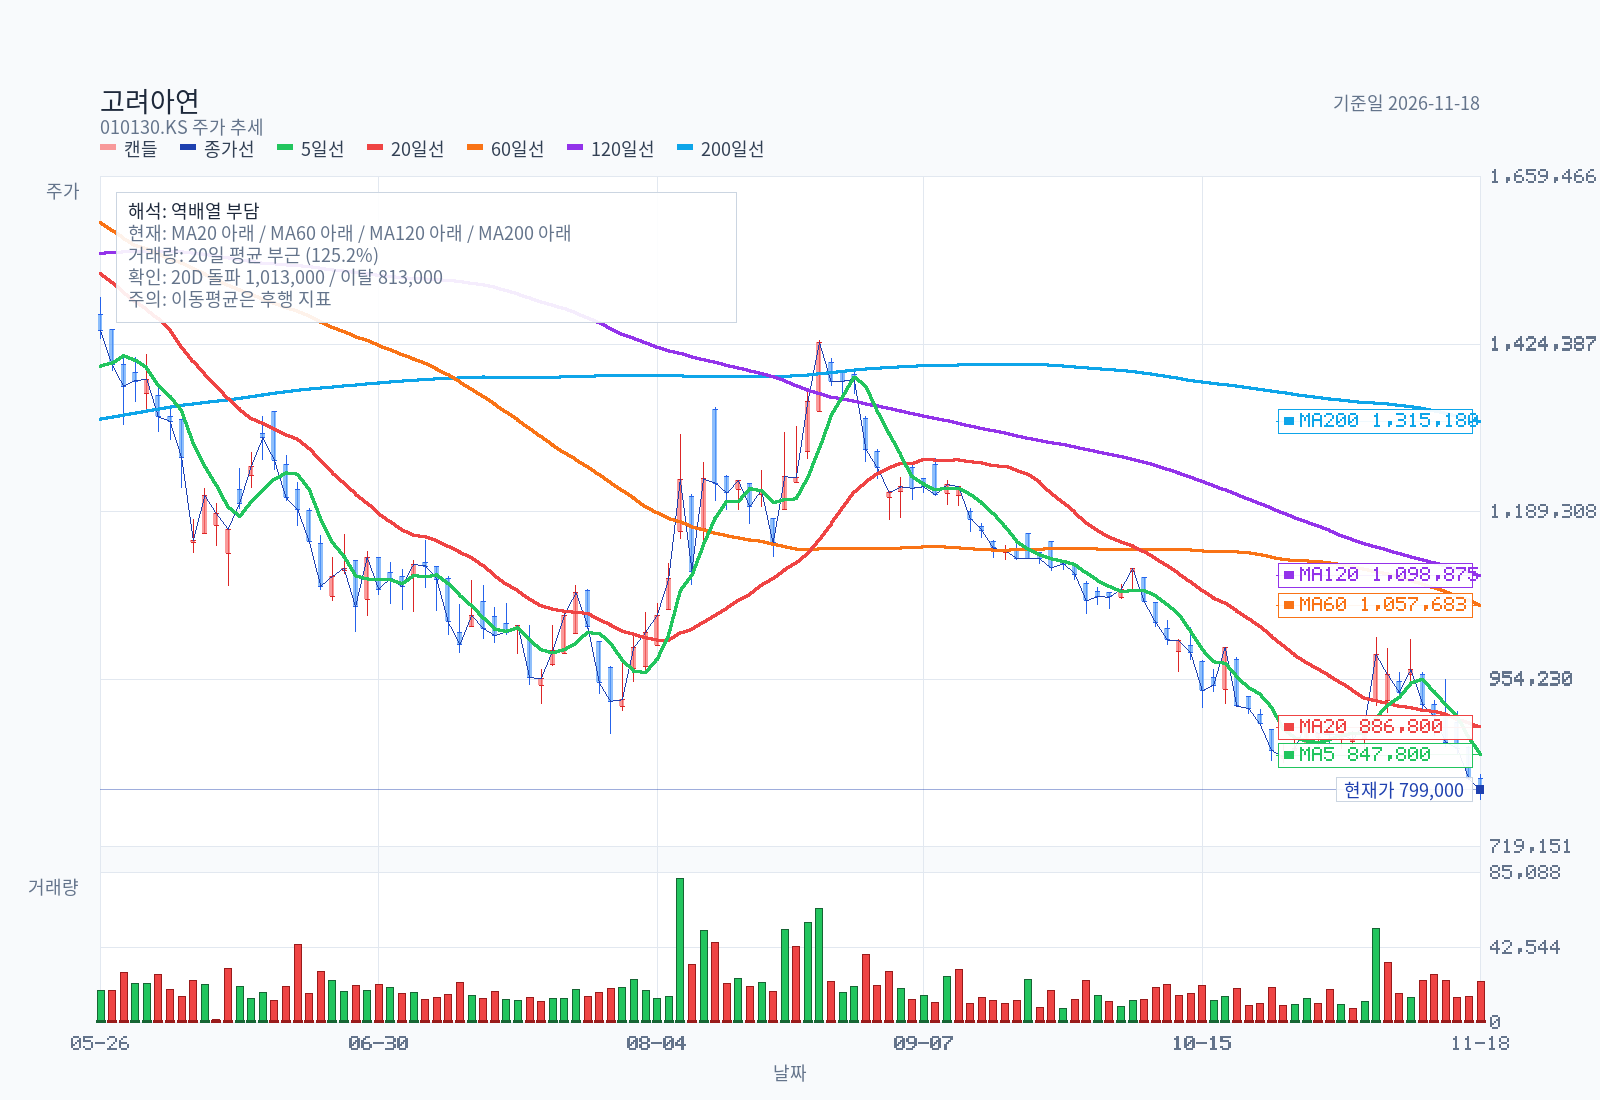 고려아연
기준일 2026-11-18
010130.KS 주가 추세
캔들 종가선 5일선 20일선 60일선 120일선 200일선
주가
1,659,466
해석: 역배열 부담
현재: MA20 아래 / MA60 아래 / MA120 아래 / MA200 아래
거래량: 20일 평균 부근 (125.2%)
확인: 20D 돌파 1,013,000 / 이탈 813,000
주의: 이동평균은 후행 지표
1,424,387
MA200 1,315,180
1,189,308
MA120 1,098,875
MA60 1,057,683
954,230
MA20 886,800
MA5 847,800
현재가 799,000
719,151
85,088
거래량
42,544
0
05-26 06-30 08-04 09-07 10-15 11-18
날짜